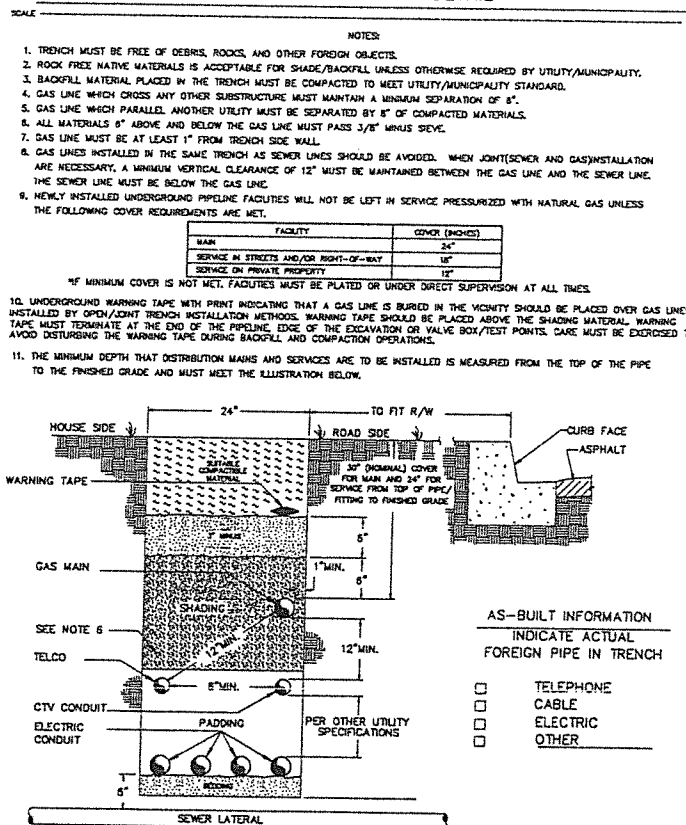 SCALE
NOTES:
1. TRENCH MUST BE FREE OF DEBRIS, ROCKS, AND OTHER FOREIGN OBJECTS.
2. ROCK FREE NATIVE MATERIALS IS ACCEPTABLE FOR SHADE/BACKFILL UNLESS OTHERWISE REQUIRED BY UTILITY/MUNICIPALITY.
3. BACKFILL MATERIAL PLACED IN THE TRENCH MUST BE COMPACTED TO MEET UTILITY/MUNICIPALITY STANDARD.
4. GAS LINE WHICH CROSS ANY OTHER SUBSTRUCTURE MUST MAINTAIN A MINIMUM SEPARATION OF 6".
5. GAS LINE WHICH PARALLEL ANOTHER UTILITY MUST BE SEPARATED BY 8" OF COMPACTED MATERIALS.
6. ALL MATERIALS 6" ABOVE AND BELOW THE GAS LINE MUST PASS 3/8" MINUS SIEVE.
7. GAS LINE MUST BE AT LEAST 1" FROM TRENCH SIDE WALL.
8. GAS LINES INSTALLED IN THE SAME TRENCH AS SEWER LINES SHOULD BE AVOIDED. WHEN JOINT(SEWER AND GAS)INSTALLATION
ARE NECESSARY, A MINIMUM VERTICAL CLEARANCE OF 12" MUST BE MAINTAINED BETWEEN THE GAS LINE AND THE SEWER LINE.
THE SEWER LINE MUST BE BELOW THE GAS LINE.
9. NEWLY INSTALLED UNDERGROUND PIPELINE FACILITIES WILL NOT BE LEFT IN SERVICE PRESSURIZED WITH NATURAL GAS UNLESS
THE FOLLOWING COVER REQUIREMENTS ARE MET.
FACILITY COVER (INCHES)
MAIN 24"
SERVICE IN STREETS AND/OR RIGHT-OF-WAY 18"
SERVICE ON PRIVATE PROPERTY 12"
*IF MINIMUM COVER IS NOT MET. FACILITIES MUST BE PLATED OR UNDER DIRECT SUPERVISION AT ALL TIMES.
10. UNDERGROUND WARNING TAPE WITH PRINT INDICATING THAT A GAS LINE IS BURIED IN THE VICINITY SHOULD BE PLACED OVER GAS LINE
INSTALLED BY OPEN/JOINT TRENCH INSTALLATION METHODS. WARNING TAPE SHOULD BE PLACED ABOVE THE SHADING MATERIAL. WARNING
TAPE MUST TERMINATE AT THE END OF THE PIPELINE, EDGE OF THE EXCAVATION OR VALVE BOX/TEST POINTS. CARE MUST BE EXERCISED T
AVOID DISTURBING THE WARNING TAPE DURING BACKFILL AND COMPACTION OPERATIONS.
11. THE MINIMUM DEPTH THAT DISTRIBUTION MAINS AND SERVICES ARE TO BE INSTALLED IS MEASURED FROM THE TOP OF THE PIPE
TO THE FINISHED GRADE AND MUST MEET THE ILLUSTRATION BELOW.
24" TO FIT R/W
HOUSE SIDE ROAD SIDE CURB FACE
ASPHALT
SUITABLE
COMPACTIBLE
MATERIAL
30" (NOMINAL) COVER
FOR MAIN AND 24" FOR
SERVICE FROM TOP OF PIPE/
FITTING TO FINISHED GRADE
WARNING TAPE
1" MINUS
6"
GAS MAIN
1"MIN.
6"
SHADING
SEE NOTE 6
12"MIN.
12"MIN.
TELCO
6"MIN.
CTV CONDUIT
ELECTRIC
CONDUIT
PADDING
PER OTHER UTILITY
SPECIFICATIONS
BEDDING
6"
SEWER LATERAL
AS-BUILT INFORMATION
INDICATE ACTUAL
FOREIGN PIPE IN TRENCH
TELEPHONE
CABLE
ELECTRIC
OTHER